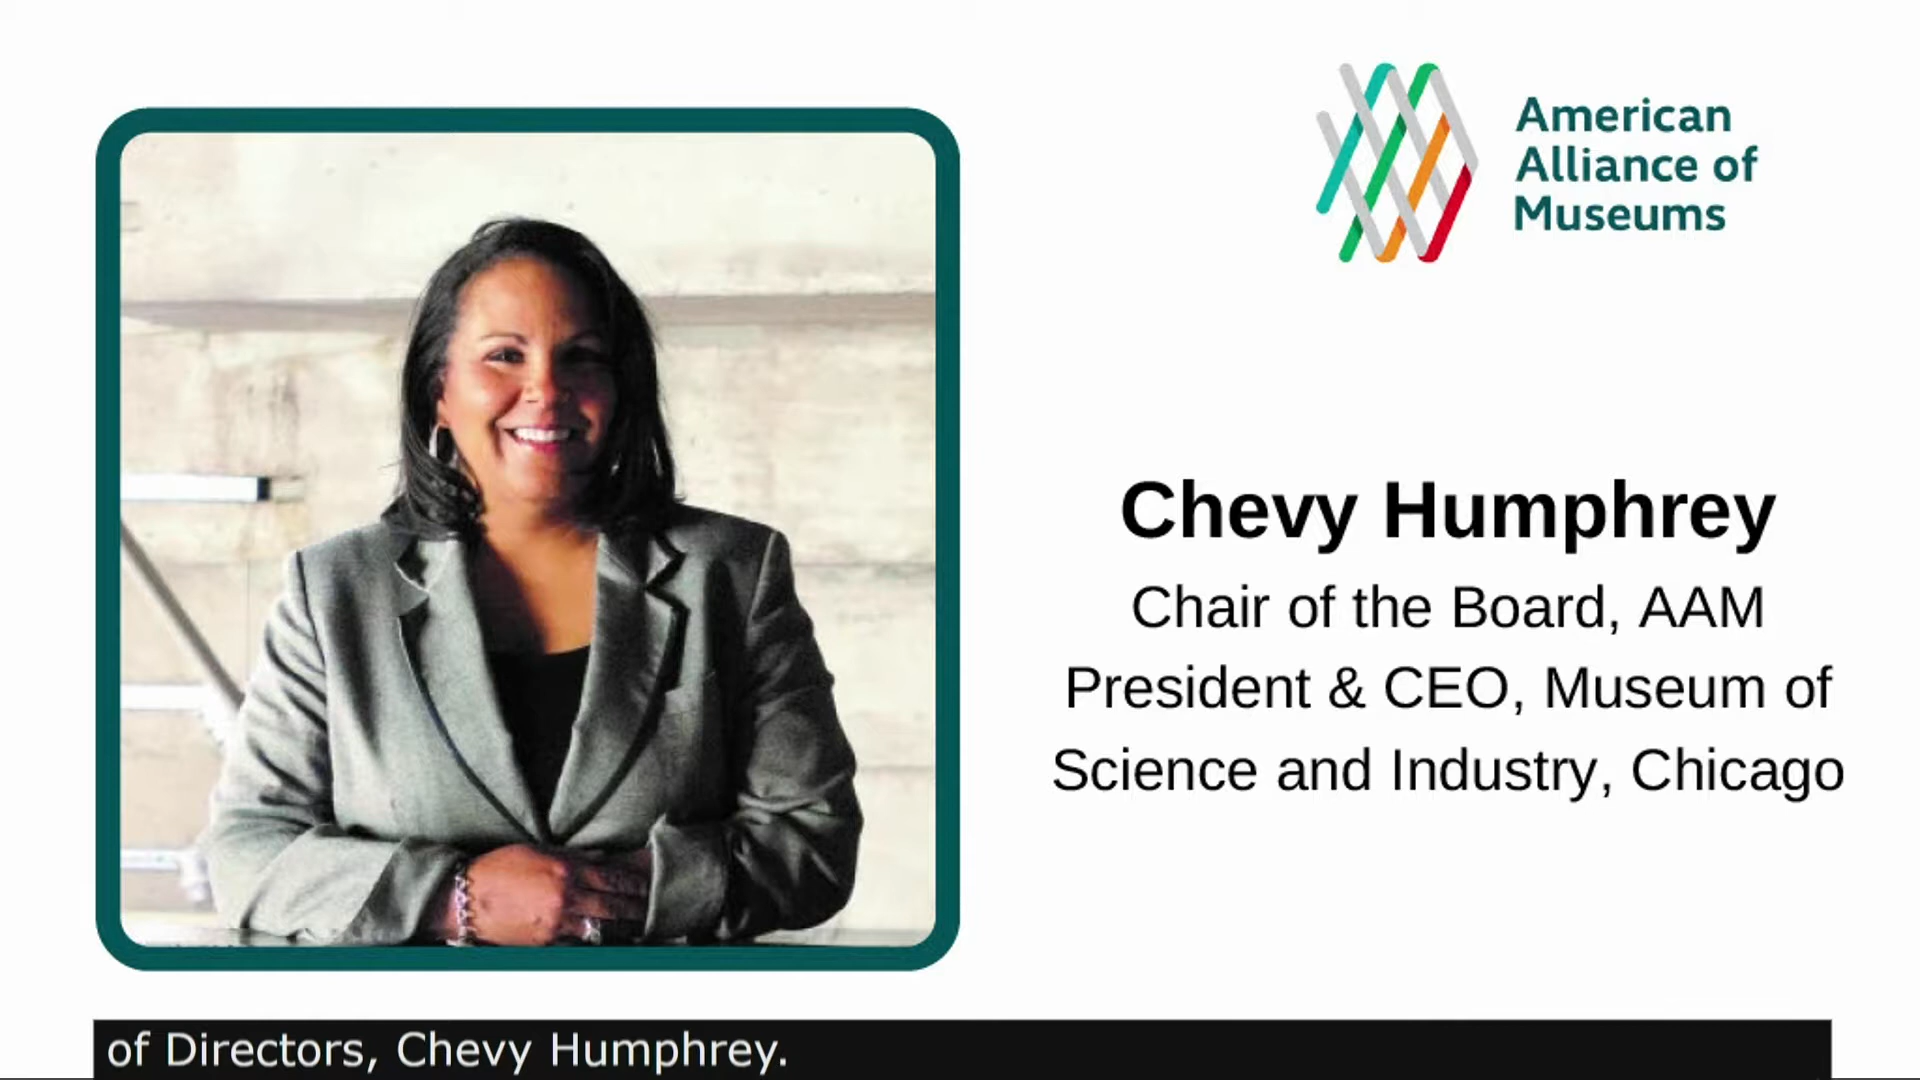 American
Alliance of
Museums
Chevy Humphrey
Chair of the Board, AAM
President & CEO, Museum of
Science and Industry, Chicago
of Directors, Chevy Humphrey.